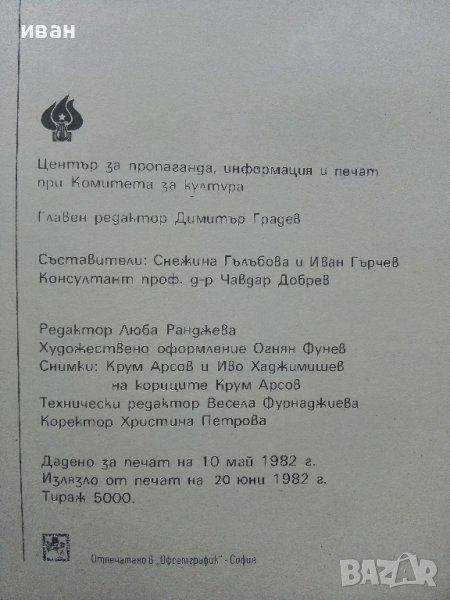 иван
Център за пропаганда, информация и печат
при Комитета за култура
Главен редактор Димитър Градев
Съставители: Снежина Гълъбова и Иван Гърчев
Консултант проф. д-р Чавдар Добрев
Редактор Люба Ранджева
Художествено оформление Огнян Фунев
Снимки: Крум Арсов и Иво Хаджимишев
на кориците Крум Арсов
Технически редактор Весела Фурнаджиева
Коректор Христина Петрова
Дадено за печат на 10 май 1982 г.
Излязло от печат на 20 юни 1982 г.
Тираж 5000.
Отпечатано в „Офсетграфик" - София
BAZAR